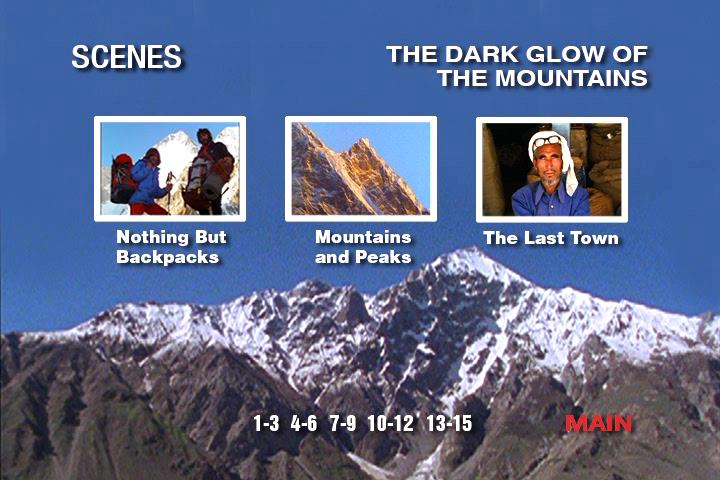 SCENES
THE DARK GLOW OF
THE MOUNTAINS
Nothing But
Backpacks
Mountains
and Peaks
The Last Town
1-3 4-6 7-9 10-12 13-15
MAIN